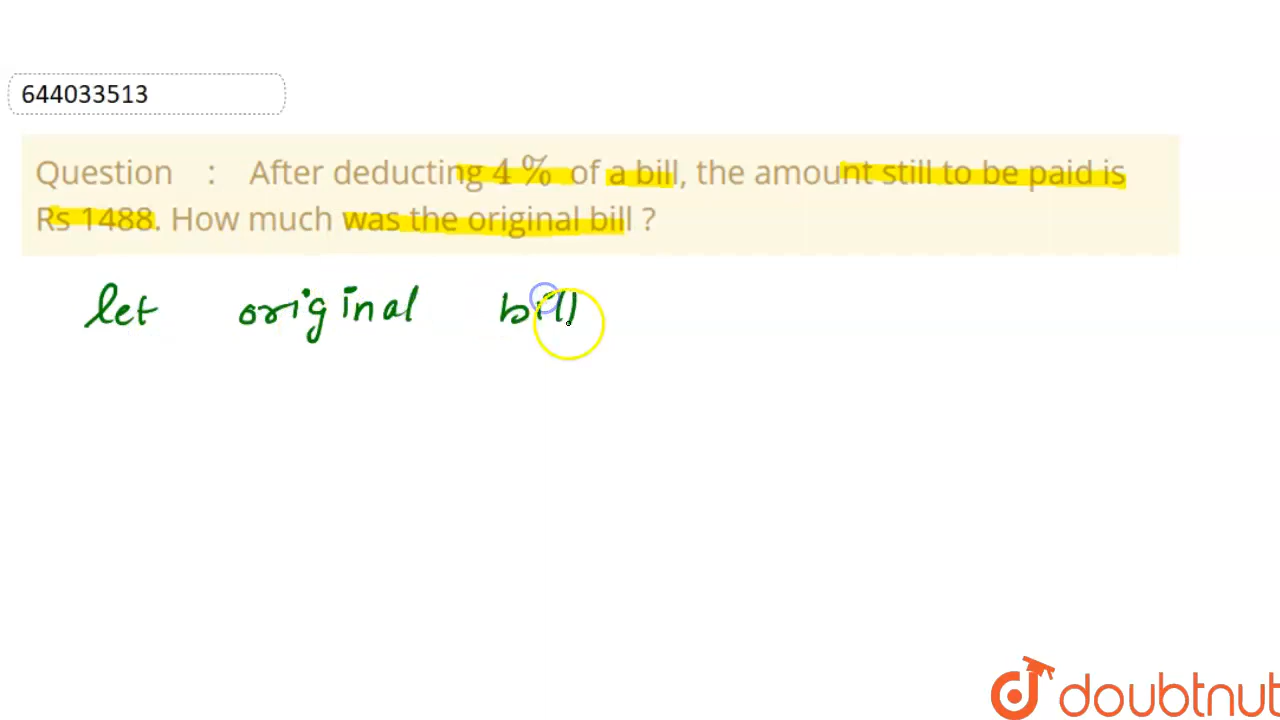 644033513
Question : After deducting 4 % of a bill, the amount still to be paid is
Rs 1488. How much was the original bill ?
let original bill
doubtnut